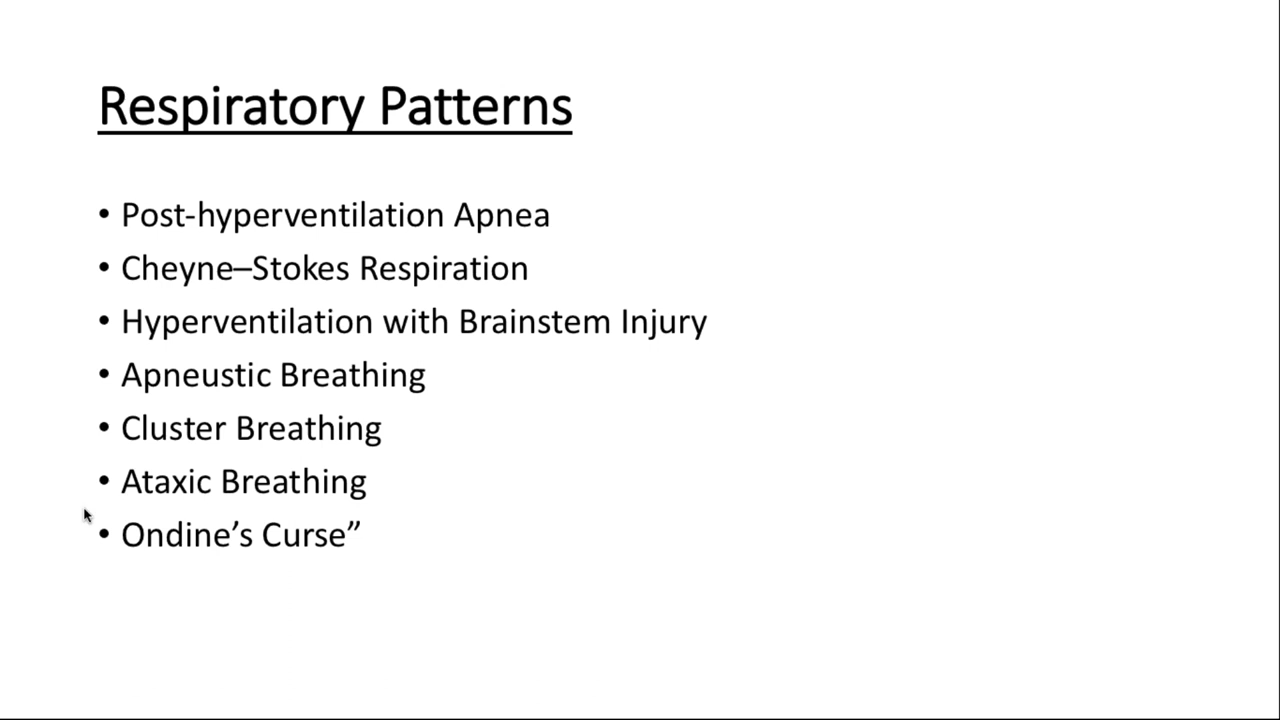 Respiratory Patterns
• Post-hyperventilation Apnea
• Cheyne–Stokes Respiration
• Hyperventilation with Brainstem Injury
• Apneustic Breathing
• Cluster Breathing
• Ataxic Breathing
• Ondine’s Curse”